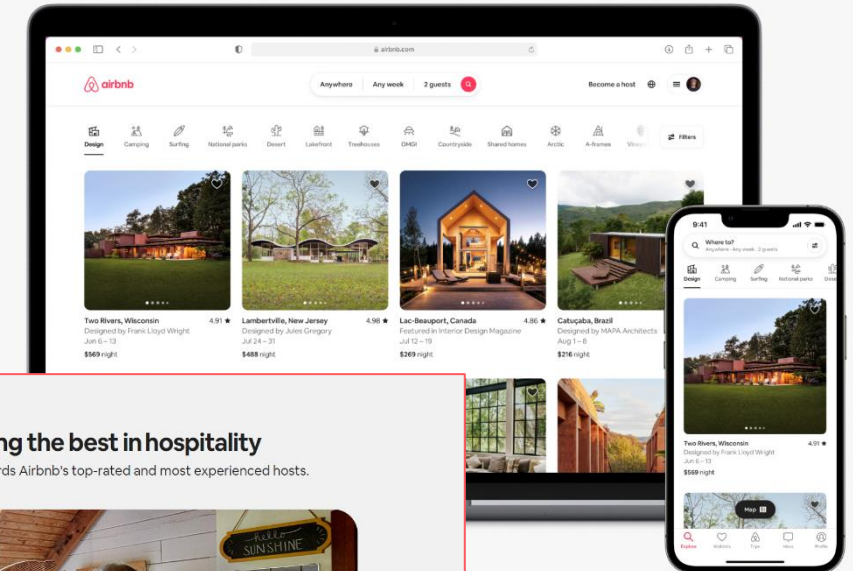 airbnb.com
airbnb
Anywhere Any week 2 guests
Become a host
Design Camping Surfing National parks Desert Lakefront Treehouses OMG! Countryside Shared homes Arctic A-frames
Filters
Two Rivers, Wisconsin 4.91 ★
Designed by Frank Lloyd Wright
Jun 6 – 13
$569 night
Lambertville, New Jersey 4.98 ★
Designed by Jules Gregory
Jul 24 – 31
$488 night
Lac-Beauport, Canada 4.86 ★
Featured in Interior Design Magazine
Jul 12 – 19
$269 night
Catuçaba, Brazil
Designed by MAPA Architects
Aug 1 – 8
$216 night
ng the best in hospitality
rds Airbnb's top-rated and most experienced hosts.
hello
SUNSHINE
9:41
Where to?
Anywhere · Any week · 2 guests
Design Camping Surfing National parks
Two Rivers, Wisconsin 4.91 ★
Designed by Frank Lloyd Wright
Jun 6 – 13
$569 night
Map
Explore Wishlists Trips Inbox Profile